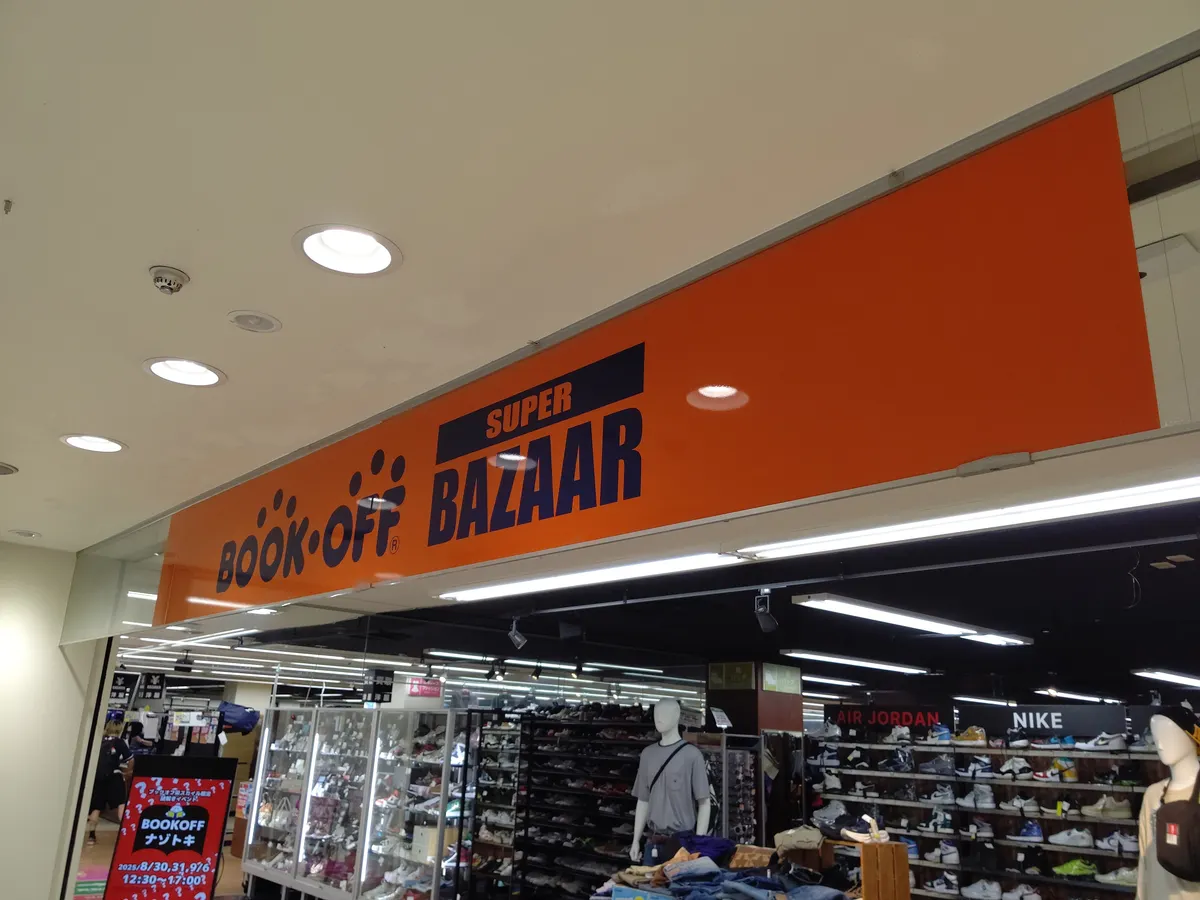 BOOK・OFF®
SUPER
BAZAAR
AIR JORDAN
NIKE
BOOKOFF
ナゾトキ
2025/8/30,31,9/6
12:30〜17:00